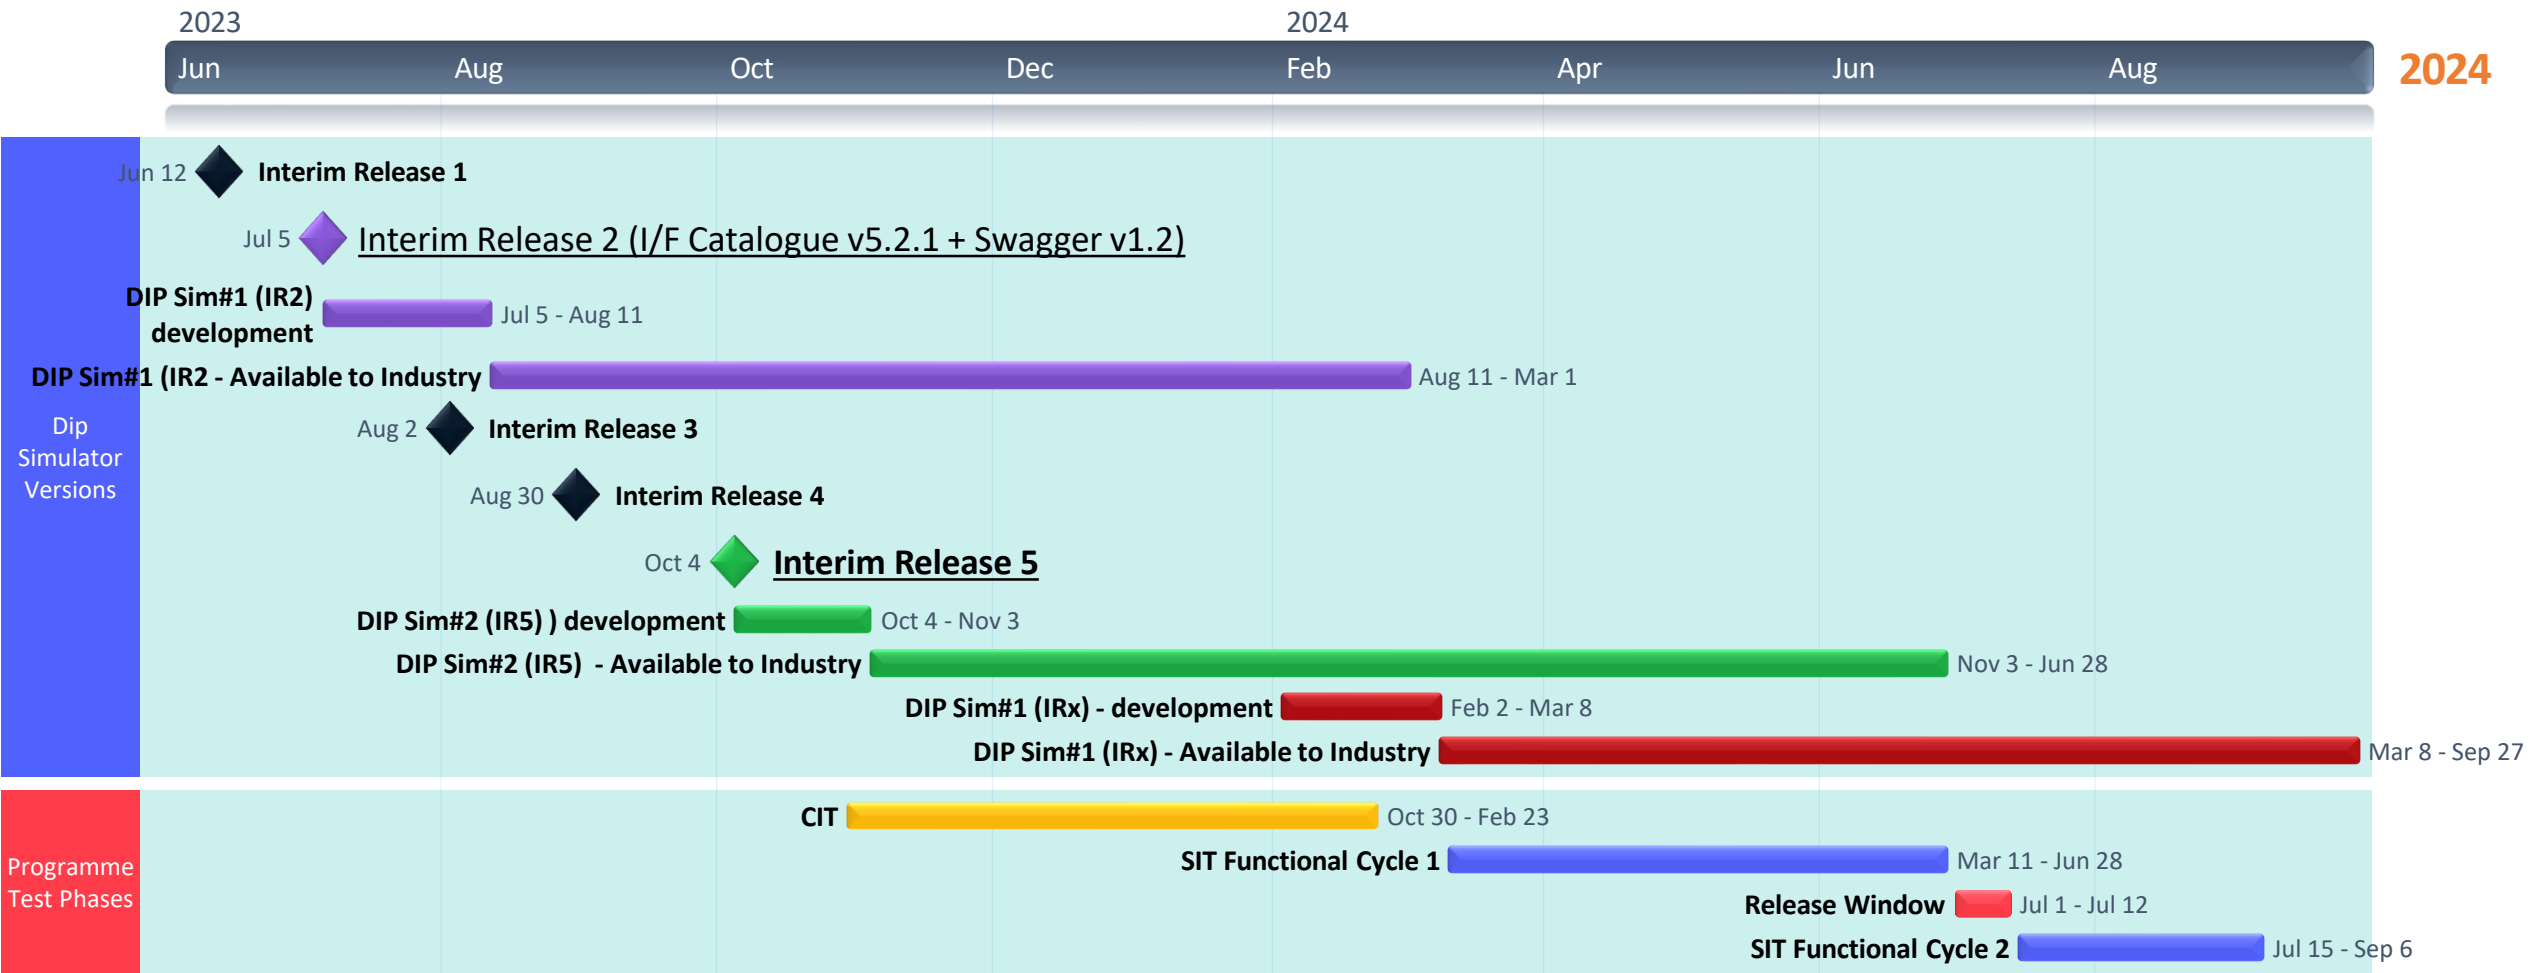 2023
2024
Jun
Aug
Oct
Dec
Feb
Apr
Jun
Aug
2024
Jun 12
Interim Release 1
Jul 5
Interim Release 2 (I/F Catalogue v5.2.1 + Swagger v1.2)
DIP Sim#1 (IR2)
development
Jul 5 - Aug 11
DIP Sim#1 (IR2 - Available to Industry
Aug 11 - Mar 1
Dip
Simulator
Versions
Aug 2
Interim Release 3
Aug 30
Interim Release 4
Oct 4
Interim Release 5
DIP Sim#2 (IR5) ) development
Oct 4 - Nov 3
DIP Sim#2 (IR5)  - Available to Industry
Nov 3 - Jun 28
DIP Sim#1 (IRx) - development
Feb 2 - Mar 8
DIP Sim#1 (IRx) - Available to Industry
Mar 8 - Sep 27
Programme
Test Phases
CIT
Oct 30 - Feb 23
SIT Functional Cycle 1
Mar 11 - Jun 28
Release Window
Jul 1 - Jul 12
SIT Functional Cycle 2
Jul 15 - Sep 6